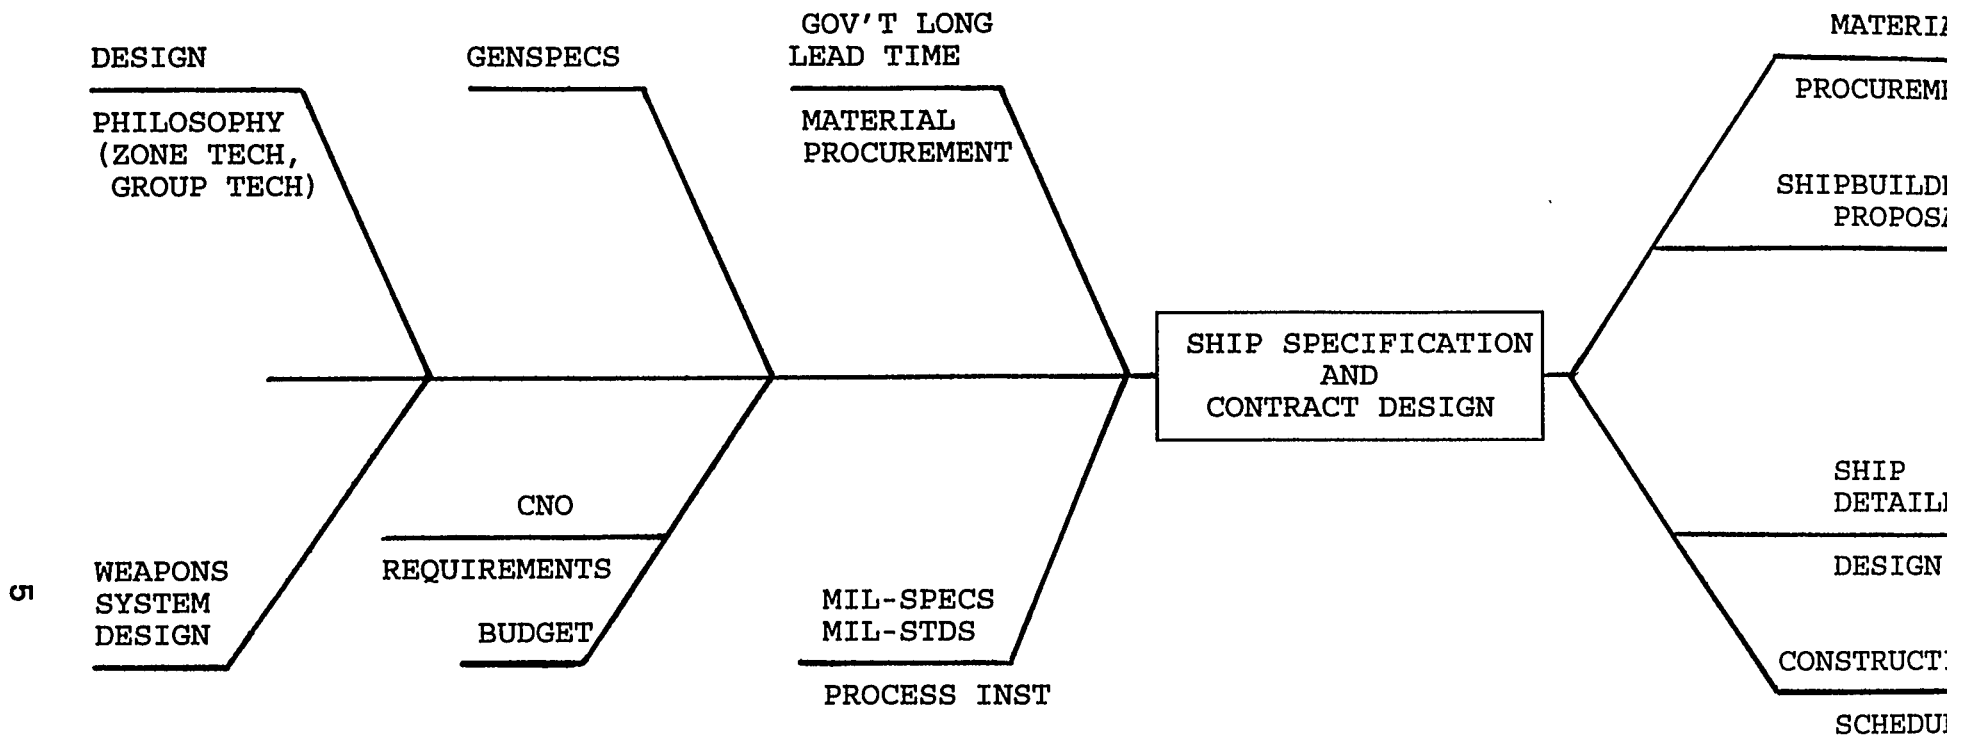 DESIGN
PHILOSOPHY
(ZONE TECH,
GROUP TECH)
GENSPECS
GOV'T LONG
LEAD TIME
MATERIAL
PROCUREMENT
WEAPONS
SYSTEM
DESIGN
CNO
REQUIREMENTS
BUDGET
MIL-SPECS
MIL-STDS
PROCESS INST
SHIP SPECIFICATION
AND
CONTRACT DESIGN
SHIP
DESIGN
5